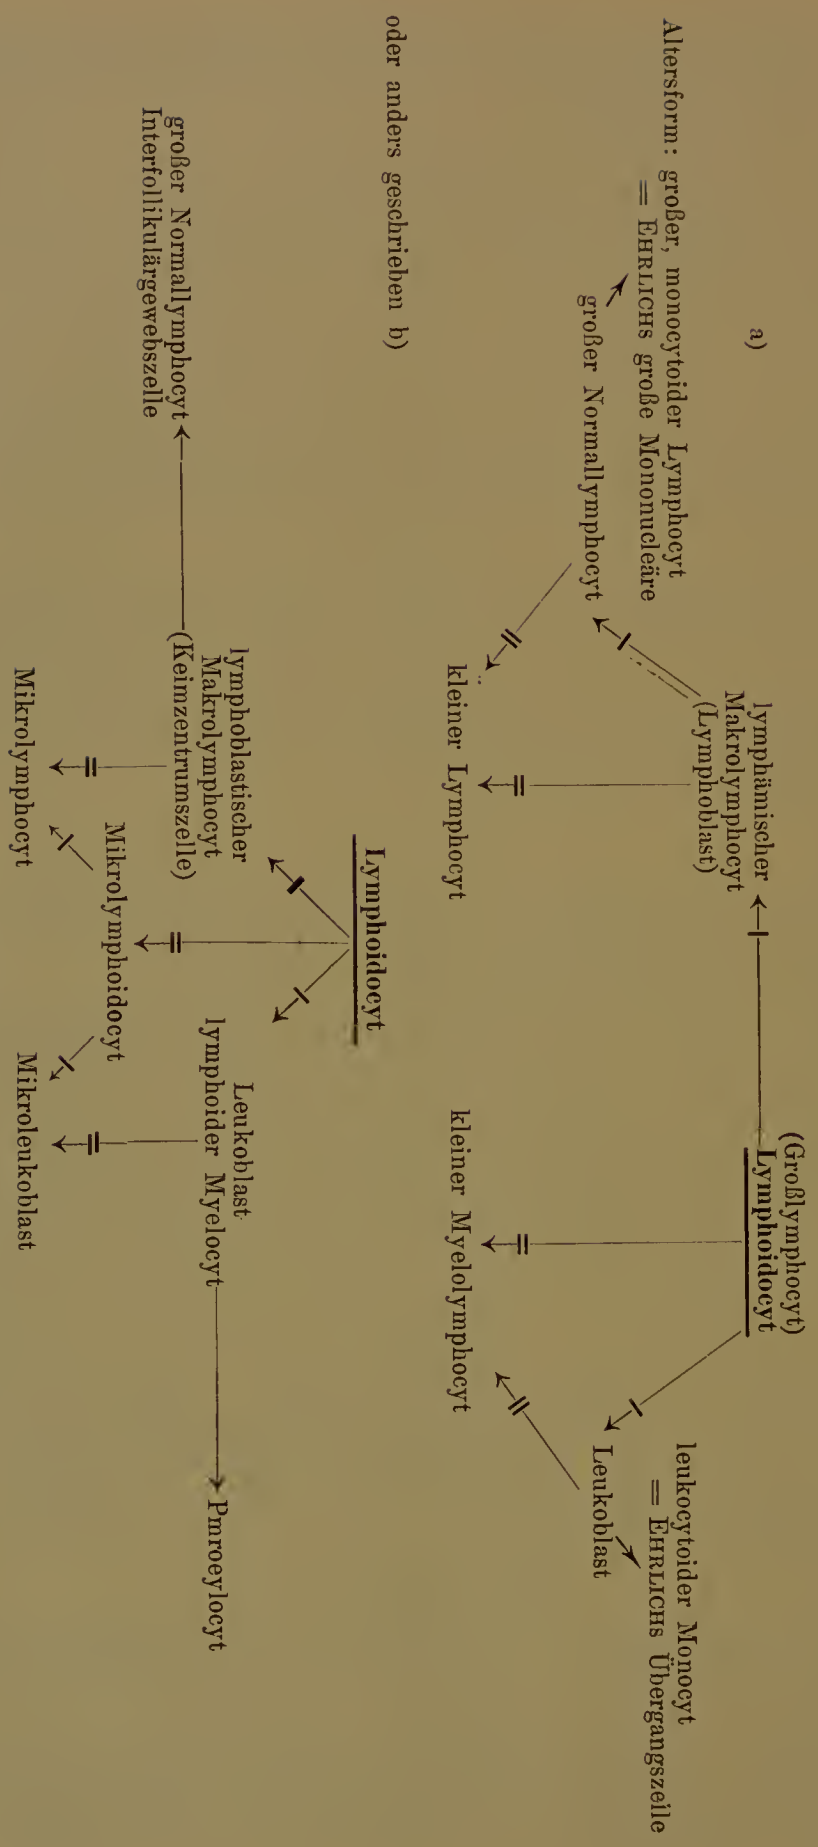 a)
(Großlymphocyt)
Lymphoidocyt
lymphämischer
Makrolymphocyt
(Lymphoblast)
Altersform: großer, monocytoider Lymphocyt
= EHRLICHS große Mononucleäre
leukocytoider Monocyt
= EHRLICHS Übergangszeile
großer Normallymphocyt
Leukoblast
kleiner Lymphocyt
kleiner Myelolymphocyt
oder anders geschrieben b)
Lymphoidocyt
lymphoblastischer
Makrolymphocyt
(Keimzentrumszelle)
Leukoblast
lymphoider Myelocyt
Pmroeylocyt
großer Normallymphocyt
Interfollikulärgewebszelle
Mikrolymphoidocyt
Mikrolymphocyt
Mikroleukoblast